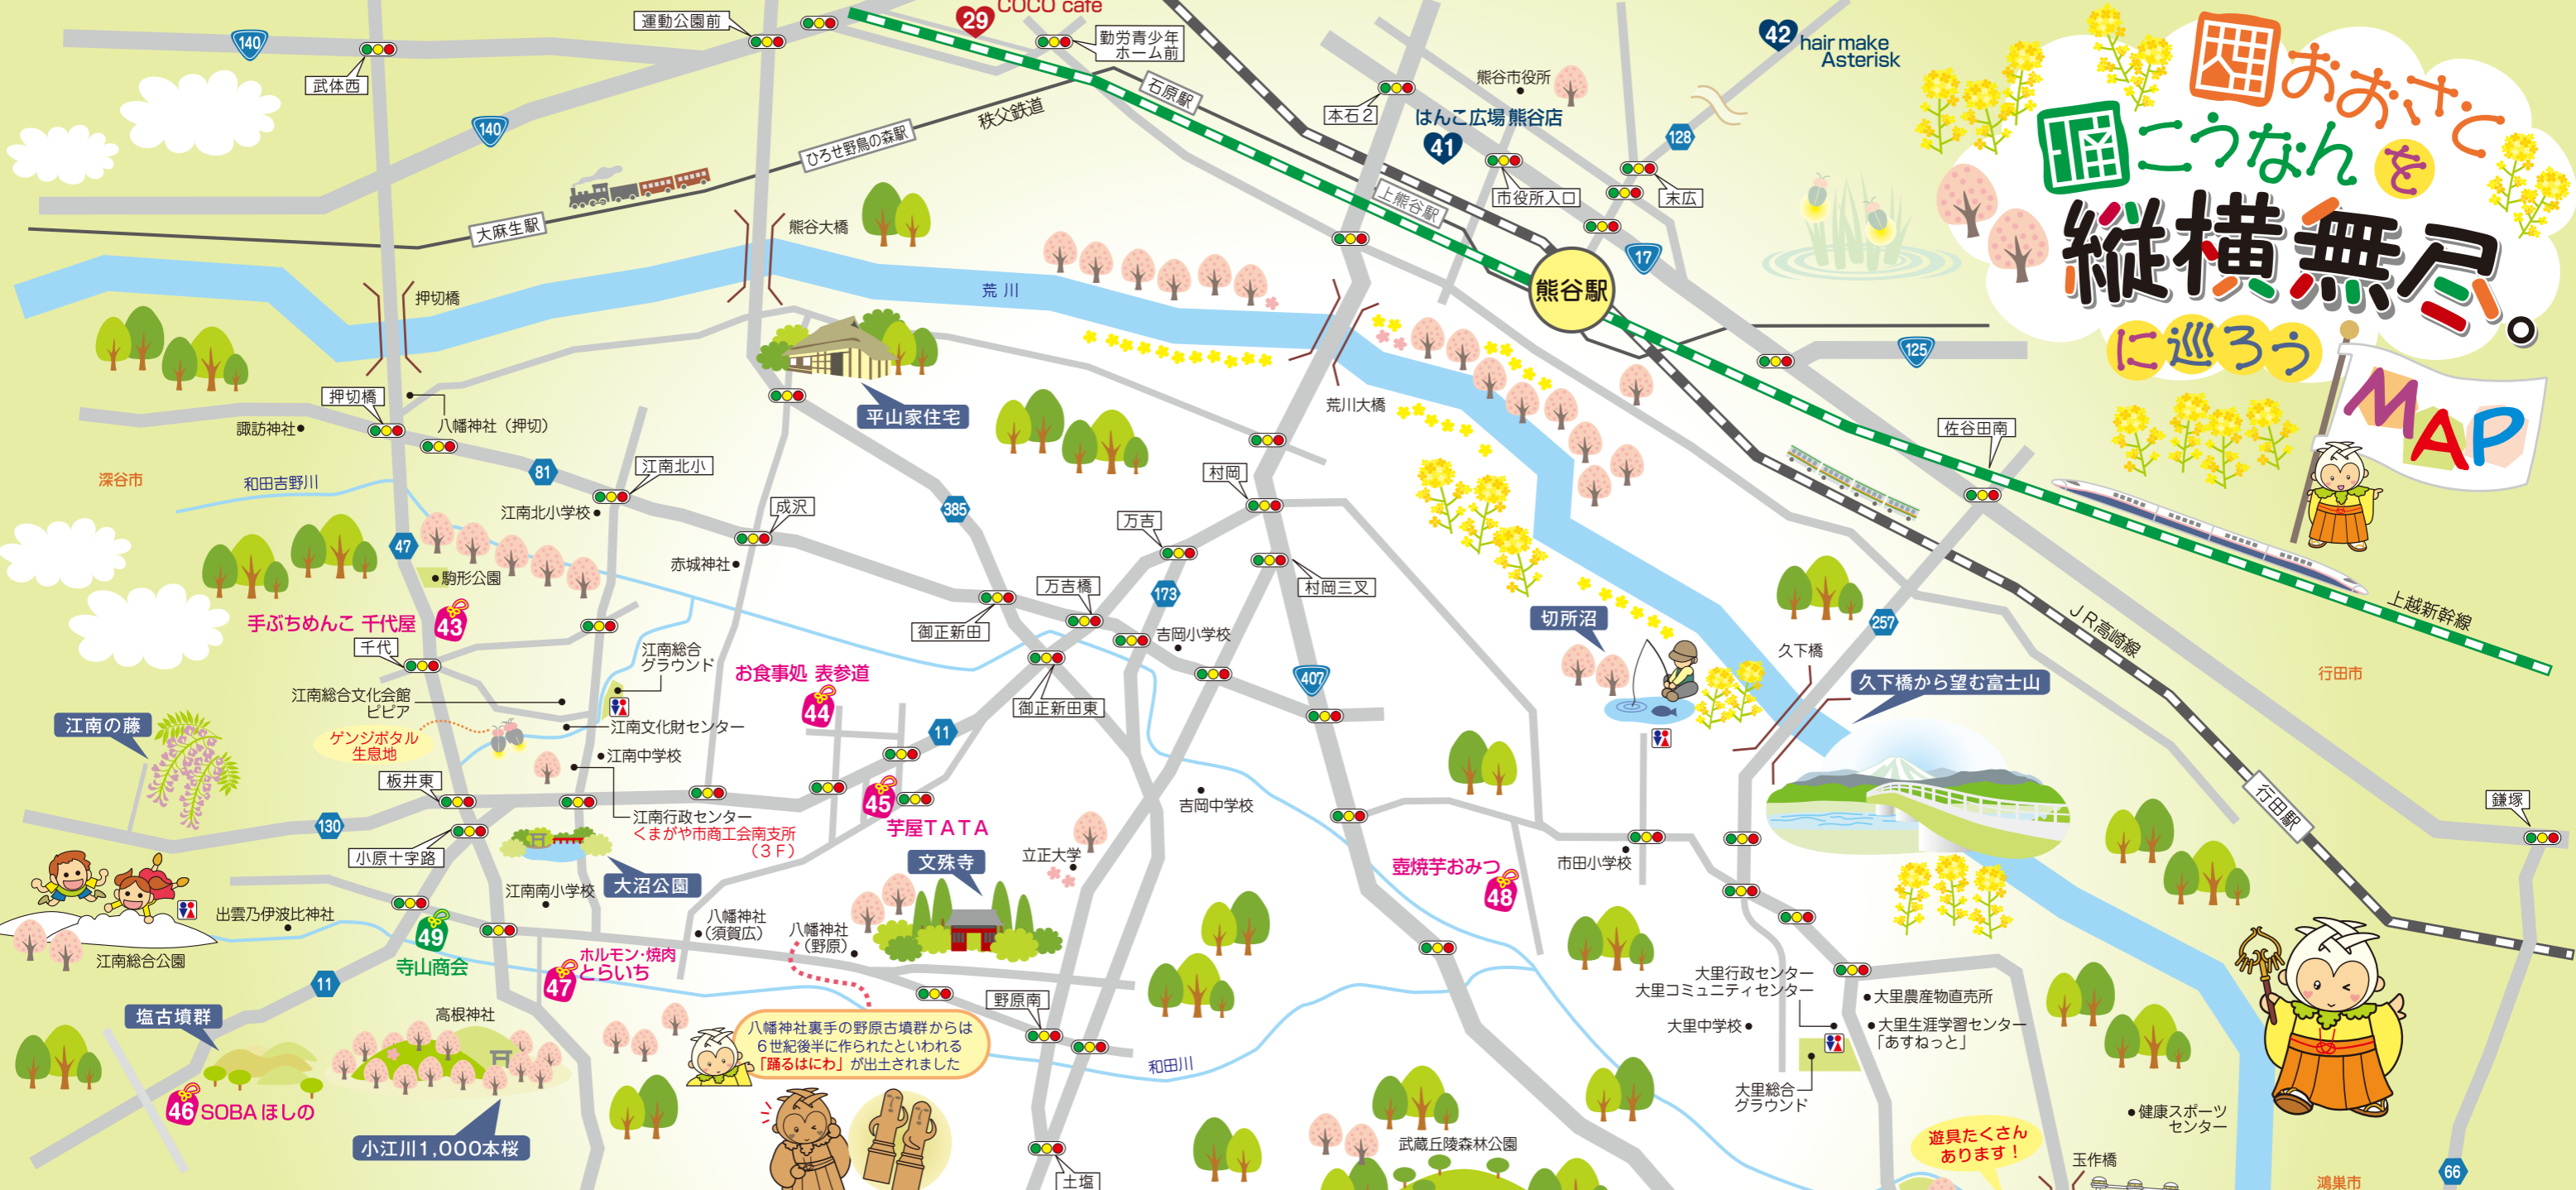 COCO cafe
29
運動公園前
勤労青少年
ホーム前
140
武体西
42
hair make
Asterisk
熊谷市役所
石原駅
本石2
はんこ広場 熊谷店
41
128
秩父鉄道
140
ひろせ野鳥の森駅
市役所入口
末広
上熊谷駅
大麻生駅
熊谷大橋
17
熊谷駅
荒川
押切橋
125
おおさと
こうなんを
縦横無尽。
に巡ろう
MAP
押切橋
八幡神社（押切）
諏訪神社
平山家住宅
荒川大橋
佐谷田南
深谷市
和田吉野川
81
江南北小
江南北小学校
村岡
385
成沢
万吉
47
赤城神社
駒形公園
村岡三叉
万吉橋
173
手ぶちめんこ 千代屋
43
御正新田
吉岡小学校
切所沼
257
上越新幹線
JR高崎線
千代
江南総合
グラウンド
お食事処 表参道
44
久下橋
407
久下橋から望む富士山
行田市
江南総合文化会館
ピピア
御正新田東
江南の藤
江南文化財センター
ゲンジボタル
生息地
11
江南中学校
板井東
行田駅
45
吉岡中学校
鎌塚
130
江南行政センター
くまがや市商工会南支所
（3F）
芋屋TATA
小原十字路
文殊寺
立正大学
壺焼芋おみつ
48
市田小学校
江南南小学校
大沼公園
出雲乃伊波比神社
49
八幡神社
（須賀広）
八幡神社
（野原）
江南総合公園
寺山商会
ホルモン・焼肉
とらいち
47
11
大里行政センター
大里コミュニティセンター
大里農産物直売所
野原南
塩古墳群
高根神社
大里中学校
大里生涯学習センター
「あすねっと」
八幡神社裏手の野原古墳群からは
6世紀後半に作られたといわれる
「踊るはにわ」が出土されました
和田川
46
SOBA ほしの
大里総合
グラウンド
健康スポーツ
センター
小江川1,000本桜
武蔵丘陵森林公園
遊具たくさん
あります！
玉作橋
土塩
66
鴻巣市